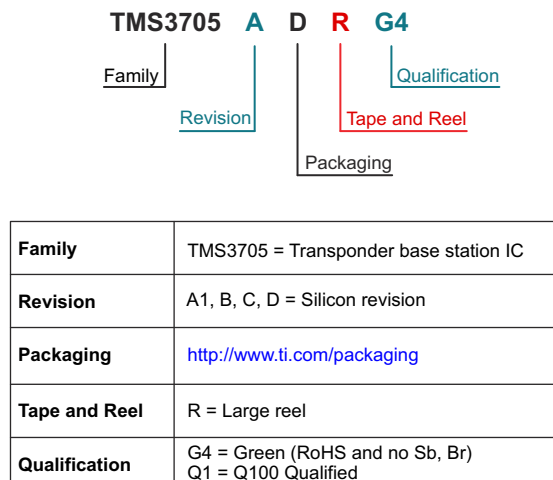 TMS3705 A D R G4
Family
Qualification
Revision
Tape and Reel
Packaging
Family TMS3705 = Transponder base station IC
Revision A1, B, C, D = Silicon revision
Packaging http://www.ti.com/packaging
Tape and Reel R = Large reel
Qualification G4 = Green (RoHS and no Sb, Br)
Q1 = Q100 Qualified